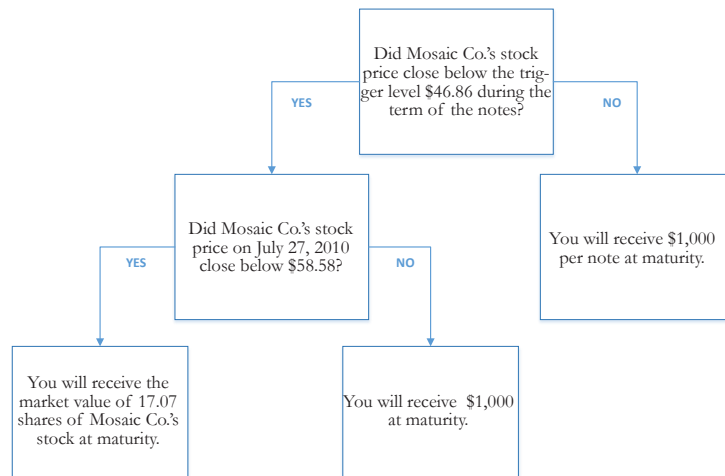 Did Mosaic Co.'s stock
price close below the trig-
ger level $46.86 during the
term of the notes?
YES
NO
Did Mosaic Co.'s stock
price on July 27, 2010
close below $58.58?
You will receive $1,000
per note at maturity.
YES
NO
You will receive the
market value of 17.07
shares of Mosaic Co.'s
stock at maturity.
You will receive $1,000
at maturity.